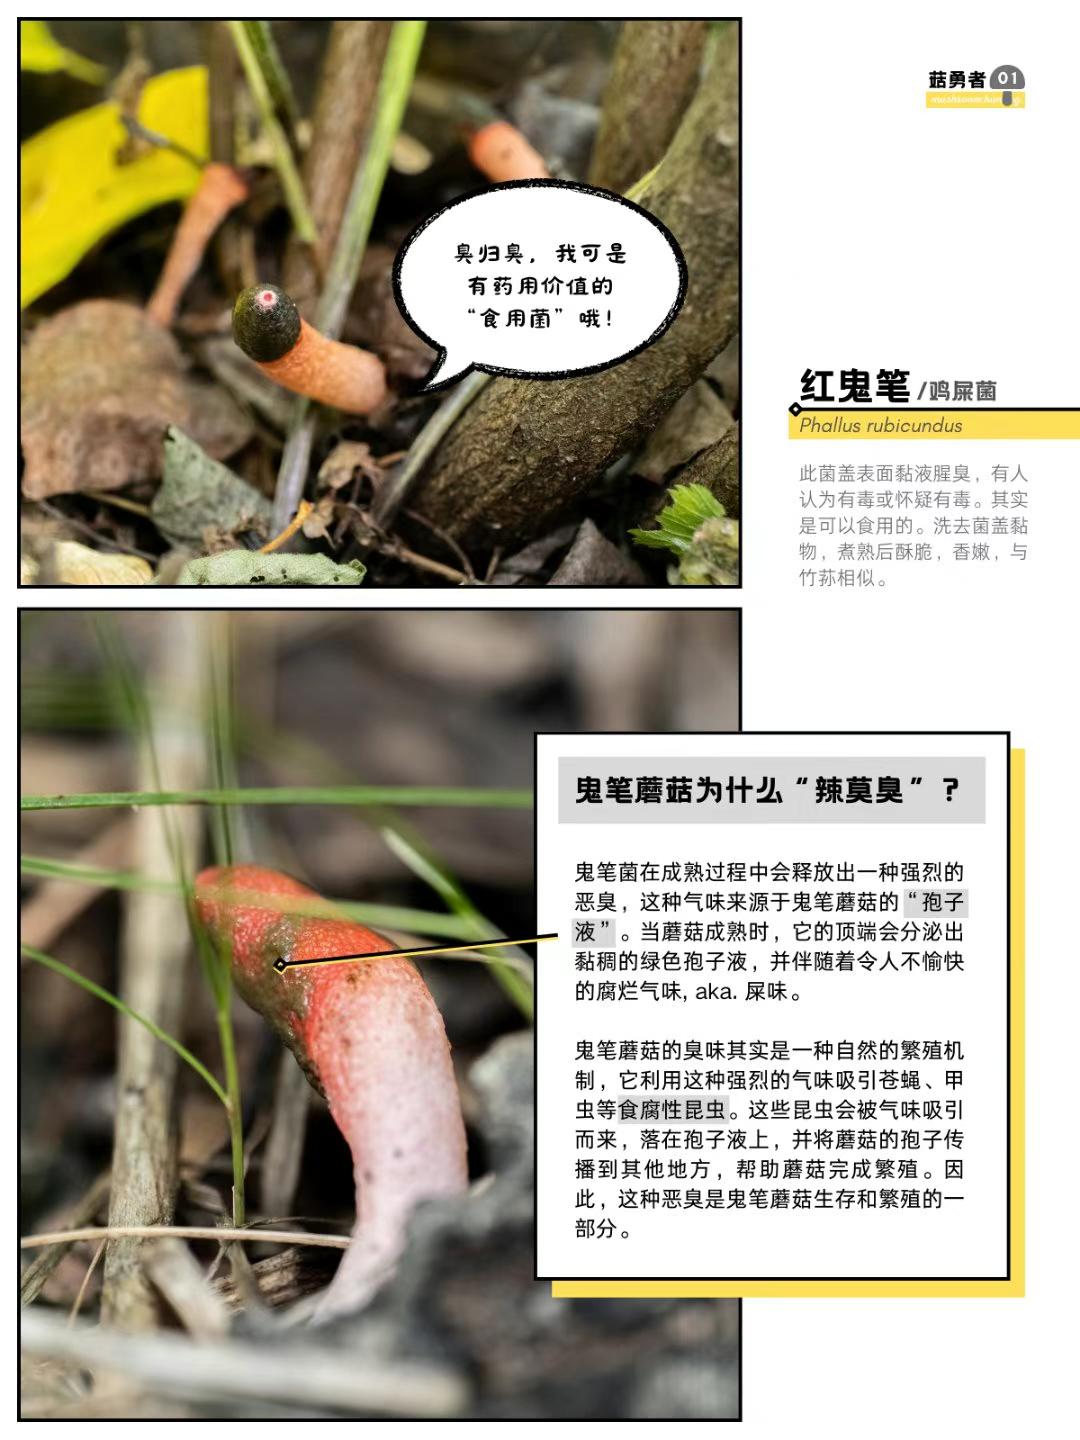 菇勇者 01
mushroom hunting
臭归臭，我可是
有药用价值的
“食用菌”哦！
红鬼笔/鸡屎菌
Phallus rubicundus
此菌盖表面黏液腥臭，有人
认为有毒或怀疑有毒。其实
是可以食用的。洗去菌盖黏
物，煮熟后酥脆，香嫩，与
竹荪相似。
鬼笔蘑菇为什么“辣莫臭”？
鬼笔菌在成熟过程中会释放出一种强烈的
恶臭，这种气味来源于鬼笔蘑菇的“孢子
液”。当蘑菇成熟时，它的顶端会分泌出
黏稠的绿色孢子液，并伴随着令人不愉快
的腐烂气味, aka. 屎味。
鬼笔蘑菇的臭味其实是一种自然的繁殖机
制，它利用这种强烈的气味吸引苍蝇、甲
虫等食腐性昆虫。这些昆虫会被气味吸引
而来，落在孢子液上，并将蘑菇的孢子传
播到其他地方，帮助蘑菇完成繁殖。因
此，这种恶臭是鬼笔蘑菇生存和繁殖的一
部分。